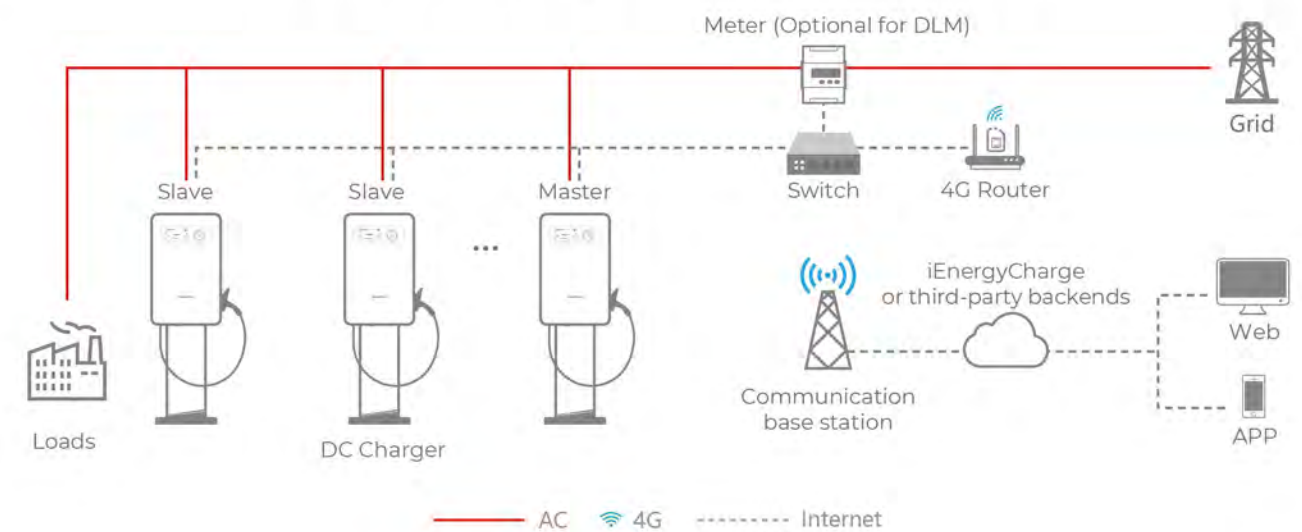 Meter (Optional for DLM)
Grid
Slave
Slave
Master
Switch
4G Router
iEnergyCharge
or third-party backends
Web
Communication
base station
Loads
DC Charger
APP
AC
4G
Internet